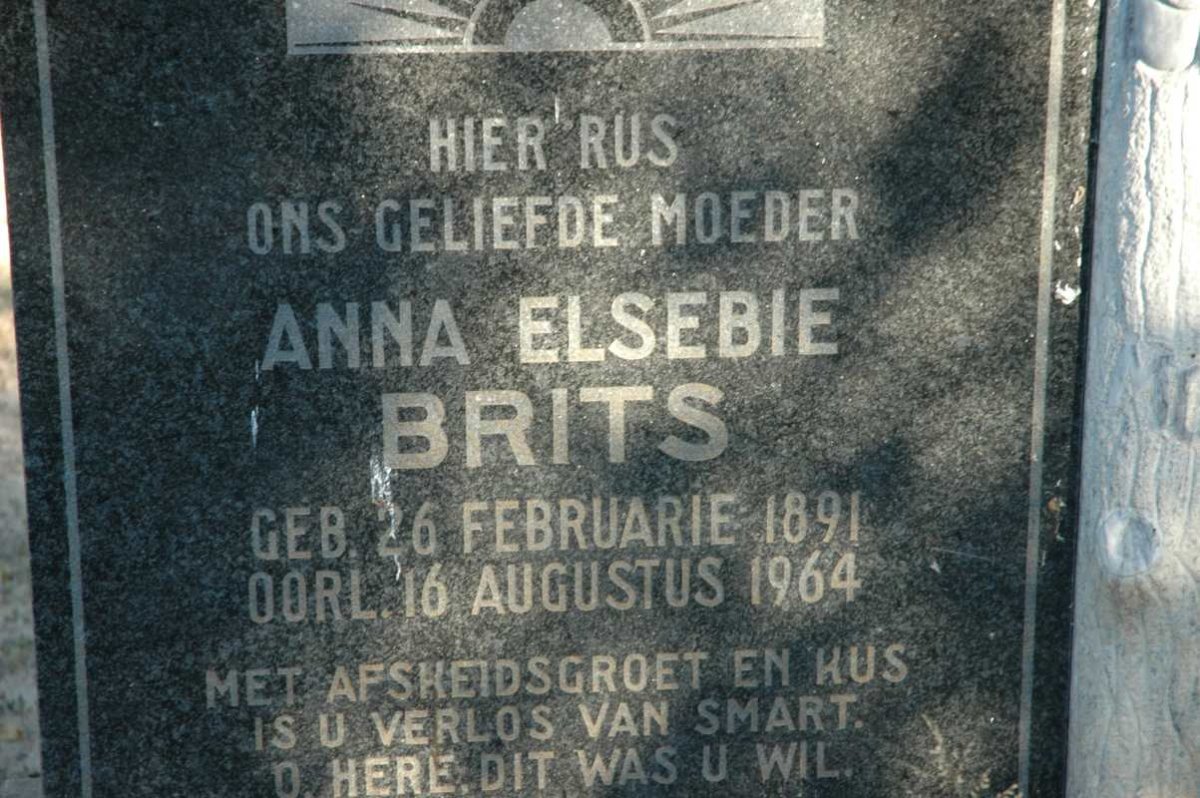 HIER RUS
ONS GELIEFDE MOEDER
ANNA ELSEBIE
BRITS
GEB. 26 FEBRUARIE 1891
OORL. 16 AUGUSTUS 1964
MET AFSKEIDSGROET EN KUS
IS U VERLOS VAN SMART.
O, HERE, DIT WAS U WIL.